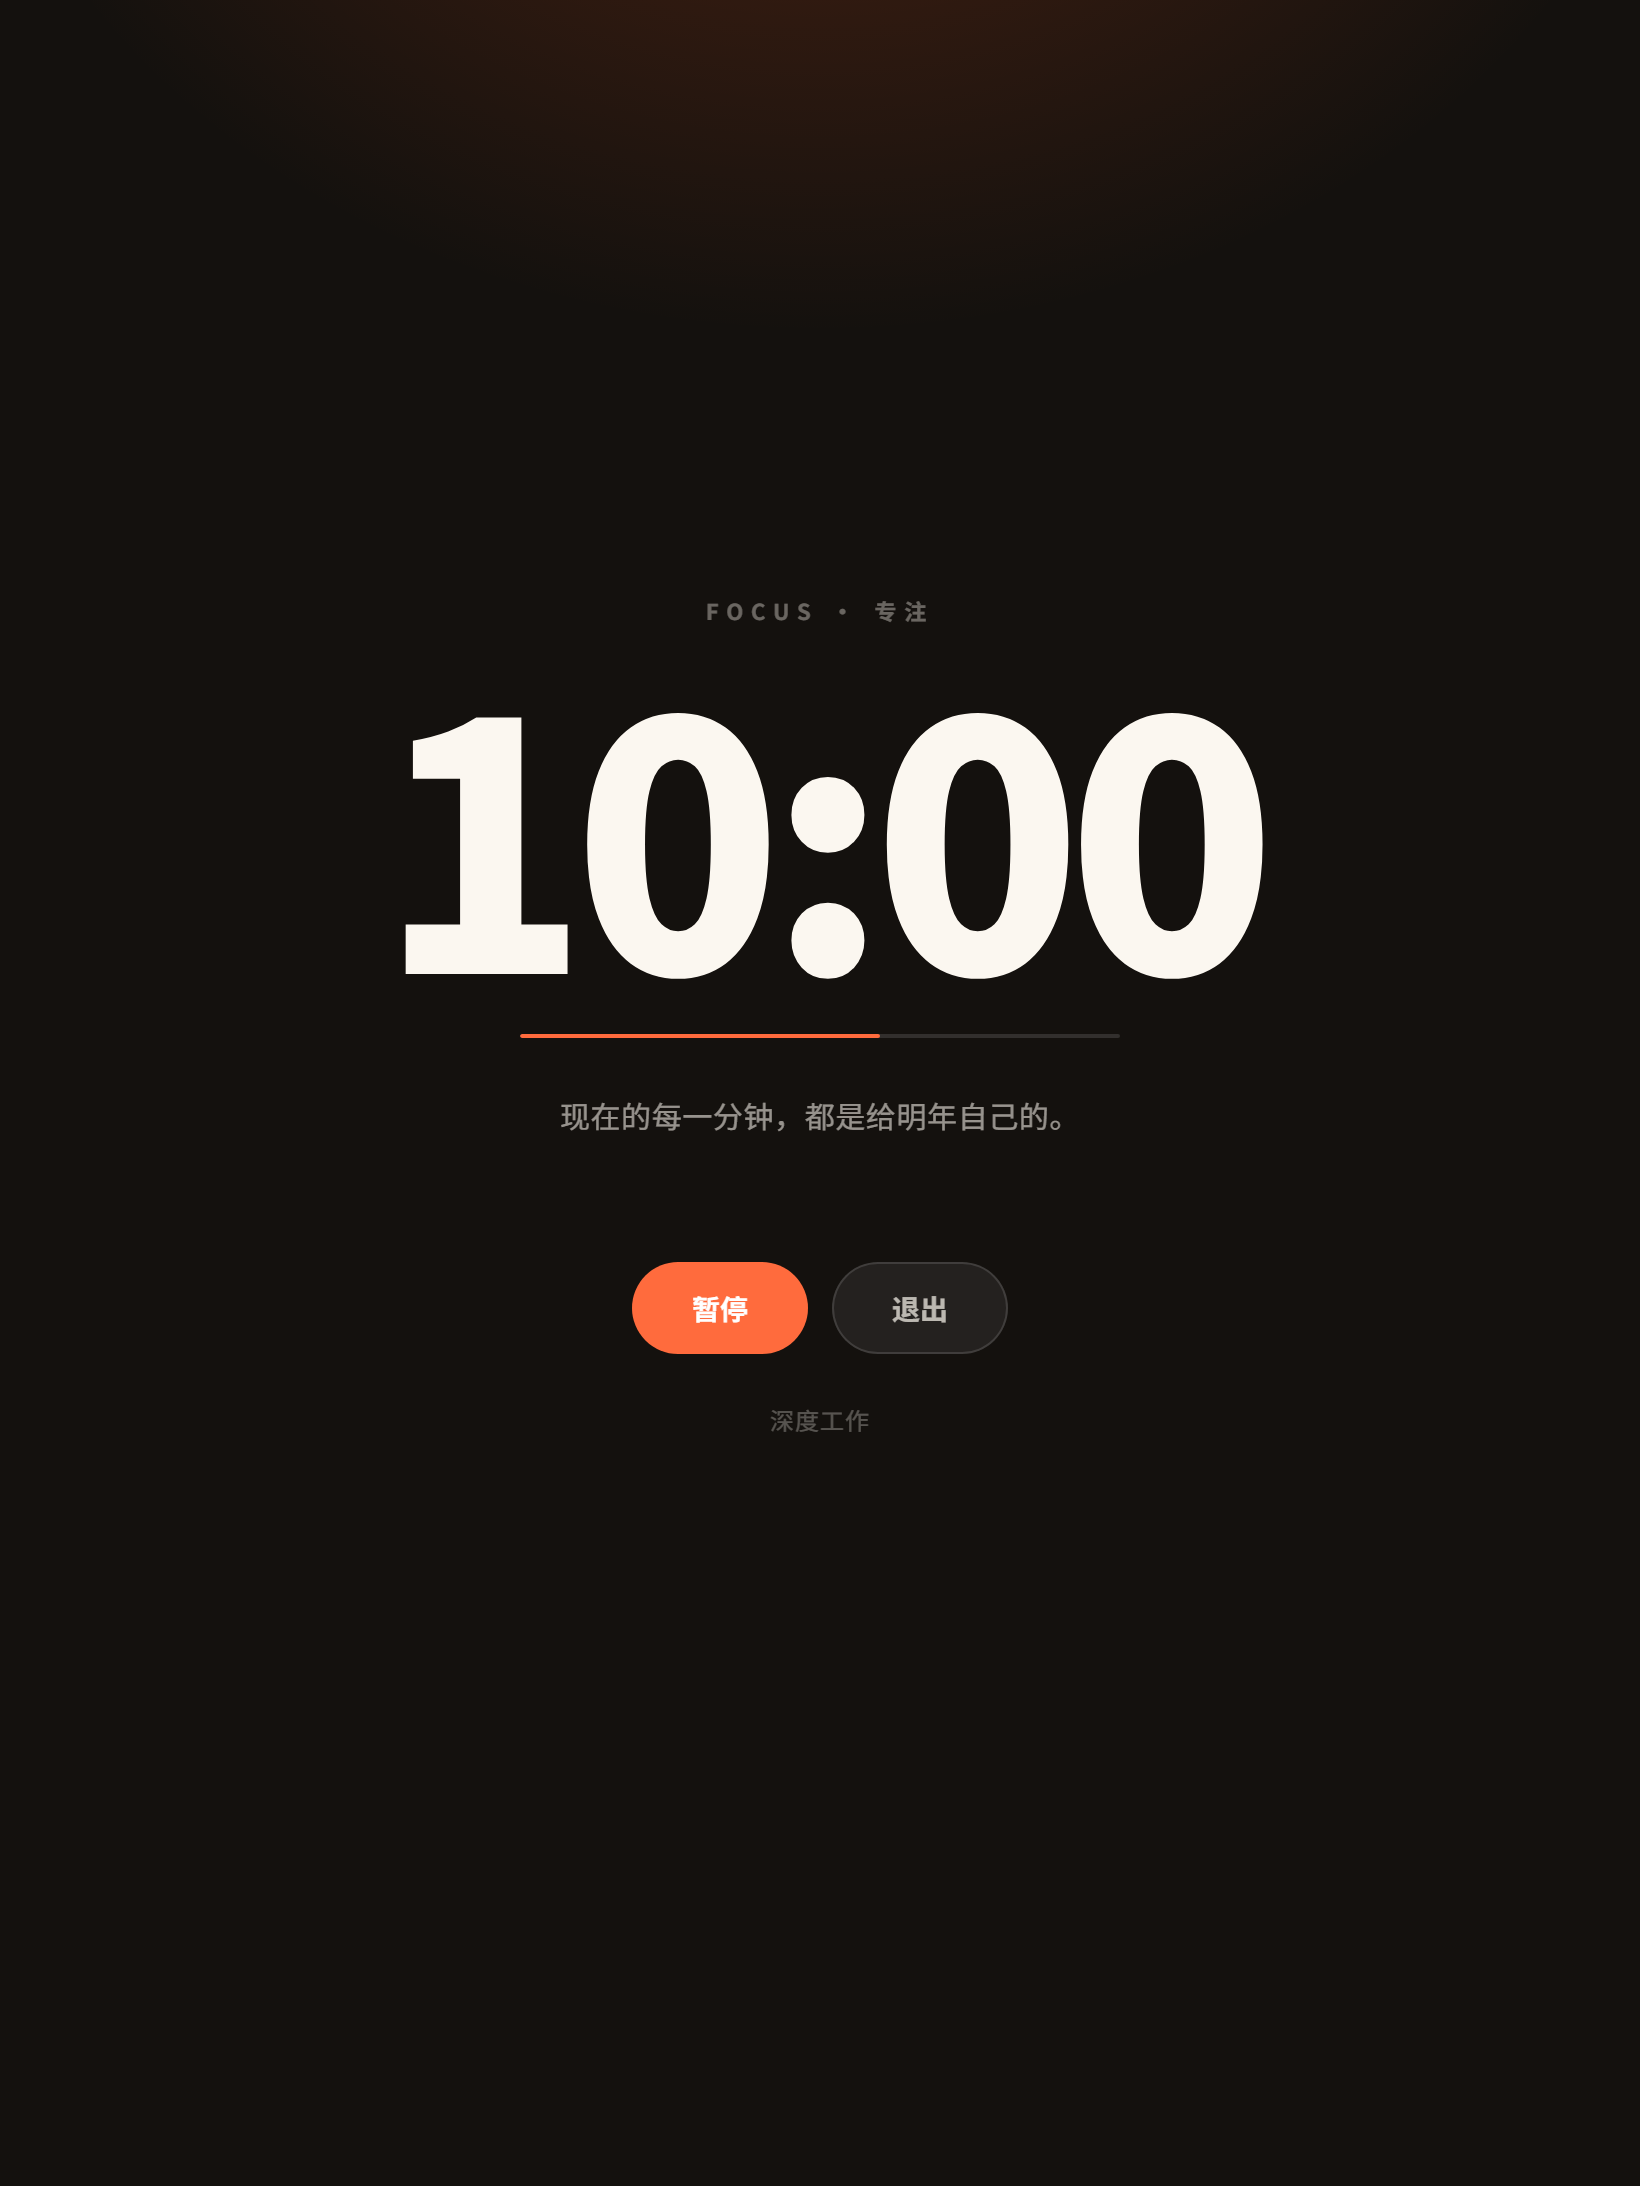 FOCUS · 专注
10:00
现在的每一分钟，都是给明年自己的。
暂停
退出
深度工作